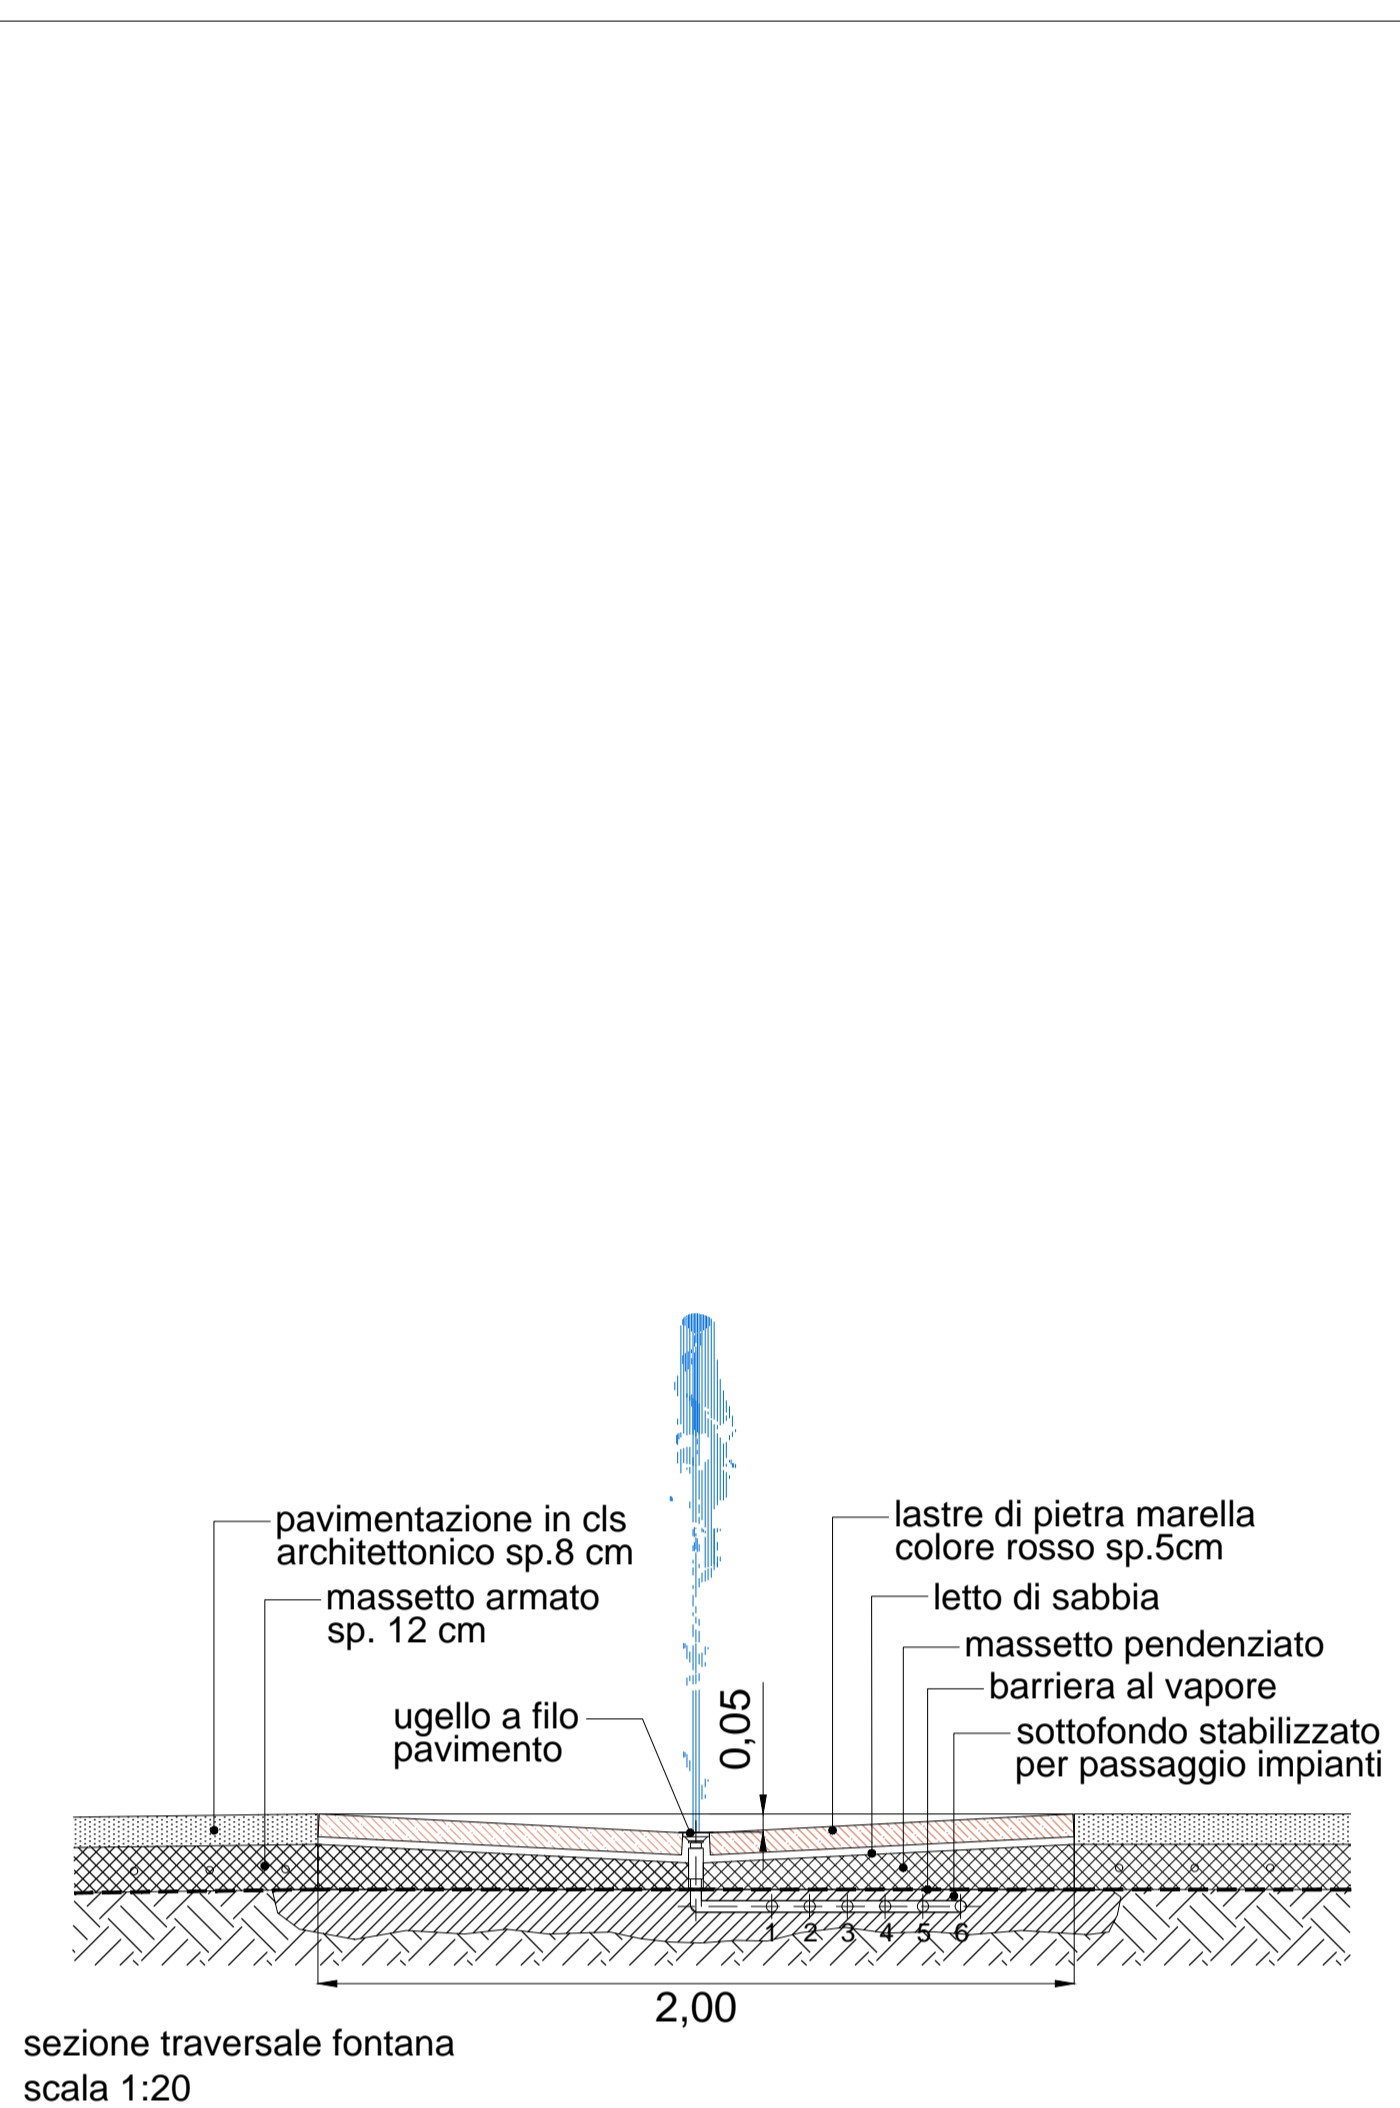 pavimentazione in cls
architettonico sp.8 cm
massetto armato
sp. 12 cm
ugello a filo
pavimento
0,05
lastre di pietra marella
colore rosso sp.5cm
letto di sabbia
massetto pendenziato
barriera al vapore
sottofondo stabilizzato
per passaggio impianti
1 2 3 4 5 6
2,00
sezione traversale fontana
scala 1:20